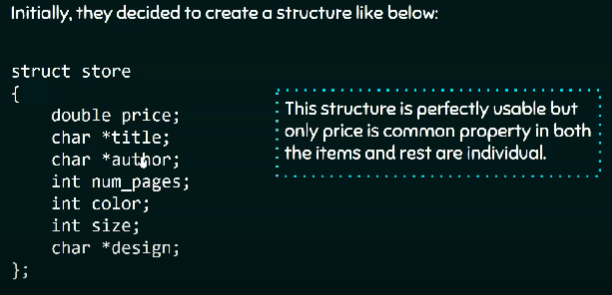 Initially, they decided to create a structure like below:
struct store
{
double price;
char *title;
char *author;
int num_pages;
int color;
int size;
char *design;
};
This structure is perfectly usable but
only price is common property in both
the items and rest are individual.